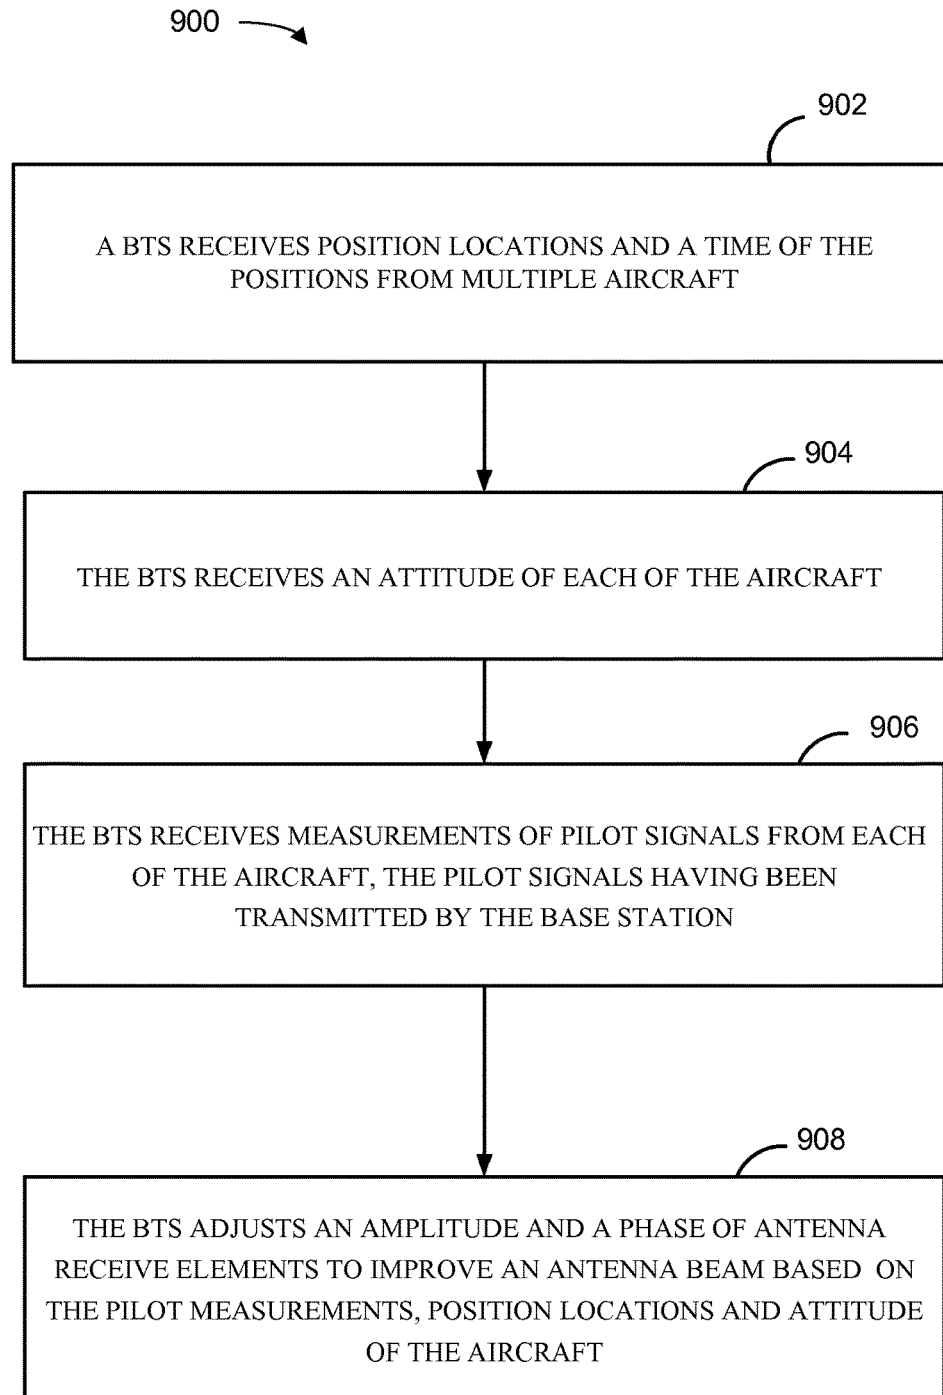 900
902
A BTS RECEIVES POSITION LOCATIONS AND A TIME OF THE
POSITIONS FROM MULTIPLE AIRCRAFT
904
THE BTS RECEIVES AN ATTITUDE OF EACH OF THE AIRCRAFT
906
THE BTS RECEIVES MEASUREMENTS OF PILOT SIGNALS FROM EACH
OF THE AIRCRAFT, THE PILOT SIGNALS HAVING BEEN
TRANSMITTED BY THE BASE STATION
908
THE BTS ADJUSTS AN AMPLITUDE AND A PHASE OF ANTENNA
RECEIVE ELEMENTS TO IMPROVE AN ANTENNA BEAM BASED ON
THE PILOT MEASUREMENTS, POSITION LOCATIONS AND ATTITUDE
OF THE AIRCRAFT